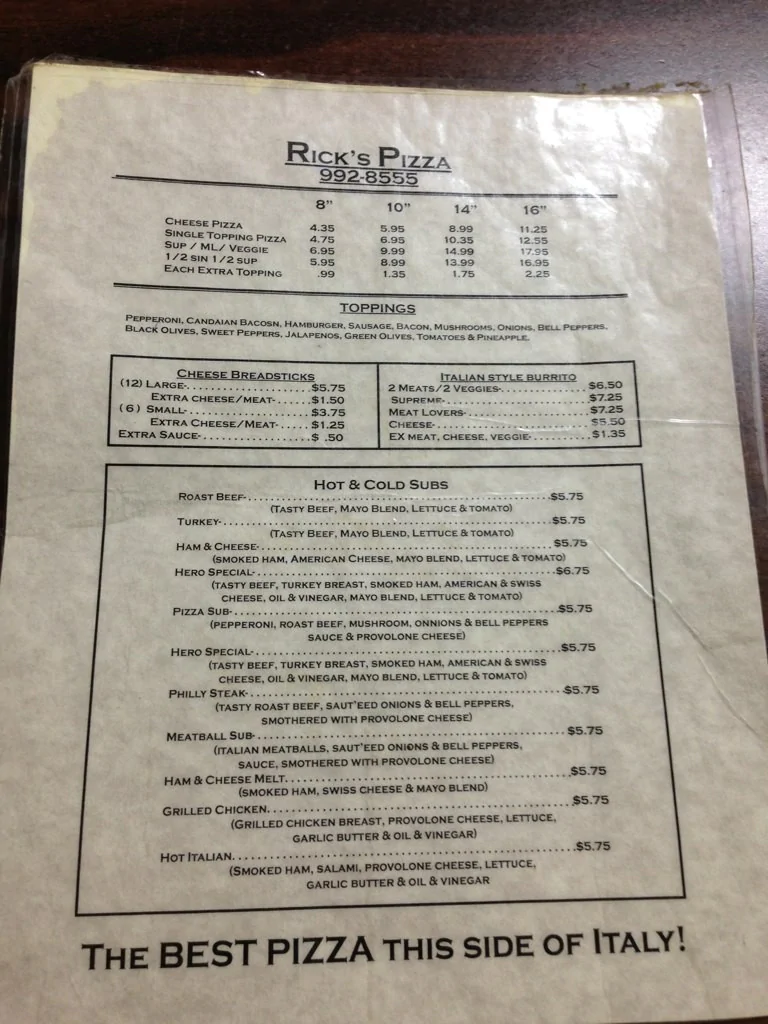 RICK'S PIZZA
992-8555
8" 10" 14" 16"
CHEESE PIZZA 4.35 5.95 8.99 11.25
SINGLE TOPPING PIZZA 4.75 6.95 10.35 12.55
SUP / ML/ VEGGIE 6.95 9.99 14.99 17.95
1/2 SIN 1/2 SUP 5.95 8.99 13.99 16.95
EACH EXTRA TOPPING .99 1.35 1.75 2.25
TOPPINGS
PEPPERONI, CANDAIAN BACOSN, HAMBURGER, SAUSAGE, BACON, MUSHROOMS, ONIONS, BELL PEPPERS,
BLACK OLIVES, SWEET PEPPERS, JALAPENOS, GREEN OLIVES, TOMATOES & PINEAPPLE.
CHEESE BREADSTICKS
(12) LARGE-....................$5.75
EXTRA CHEESE/MEAT-.....$1.50
(6) SMALL-....................$3.75
EXTRA CHEESE/MEAT-.....$1.25
EXTRA SAUCE-..................$ .50
ITALIAN STYLE BURRITO
2 MEATS/2 VEGGIES-..............$6.50
SUPREME-........................$7.25
MEAT LOVERS-....................$7.25
CHEESE-.........................$5.50
EX MEAT, CHEESE, VEGGIE-..........$1.35
HOT & COLD SUBS
ROAST BEEF-..................................................$5.75
(TASTY BEEF, MAYO BLEND, LETTUCE & TOMATO)
TURKEY-......................................................$5.75
(TASTY BEEF, MAYO BLEND, LETTUCE & TOMATO)
HAM & CHEESE-................................................$5.75
(SMOKED HAM, AMERICAN CHEESE, MAYO BLEND, LETTUCE & TOMATO)
HERO SPECIAL-................................................$6.75
(TASTY BEEF, TURKEY BREAST, SMOKED HAM, AMERICAN & SWISS
CHEESE, OIL & VINEGAR, MAYO BLEND, LETTUCE & TOMATO)
PIZZA SUB-...................................................$5.75
(PEPPERONI, ROAST BEEF, MUSHROOM, ONNIONS & BELL PEPPERS
SAUCE & PROVOLONE CHEESE)
HERO SPECIAL-................................................$5.75
(TASTY BEEF, TURKEY BREAST, SMOKED HAM, AMERICAN & SWISS
CHEESE, OIL & VINEGAR, MAYO BLEND, LETTUCE & TOMATO)
PHILLY STEAK-................................................$5.75
(TASTY ROAST BEEF, SAUT'EED ONIONS & BELL PEPPERS,
SMOTHERED WITH PROVOLONE CHEESE)
MEATBALL SUB-................................................$5.75
(ITALIAN MEATBALLS, SAUT'EED ONIONS & BELL PEPPERS,
SAUCE, SMOTHERED WITH PROVOLONE CHEESE)
HAM & CHEESE MELT............................................$5.75
(SMOKED HAM, SWISS CHEESE & MAYO BLEND)
GRILLED CHICKEN..............................................$5.75
(GRILLED CHICKEN BREAST, PROVOLONE CHEESE, LETTUCE,
GARLIC BUTTER & OIL & VINEGAR)
HOT ITALIAN..................................................$5.75
(SMOKED HAM, SALAMI, PROVOLONE CHEESE, LETTUCE,
GARLIC BUTTER & OIL & VINEGAR
THE BEST PIZZA THIS SIDE OF ITALY!